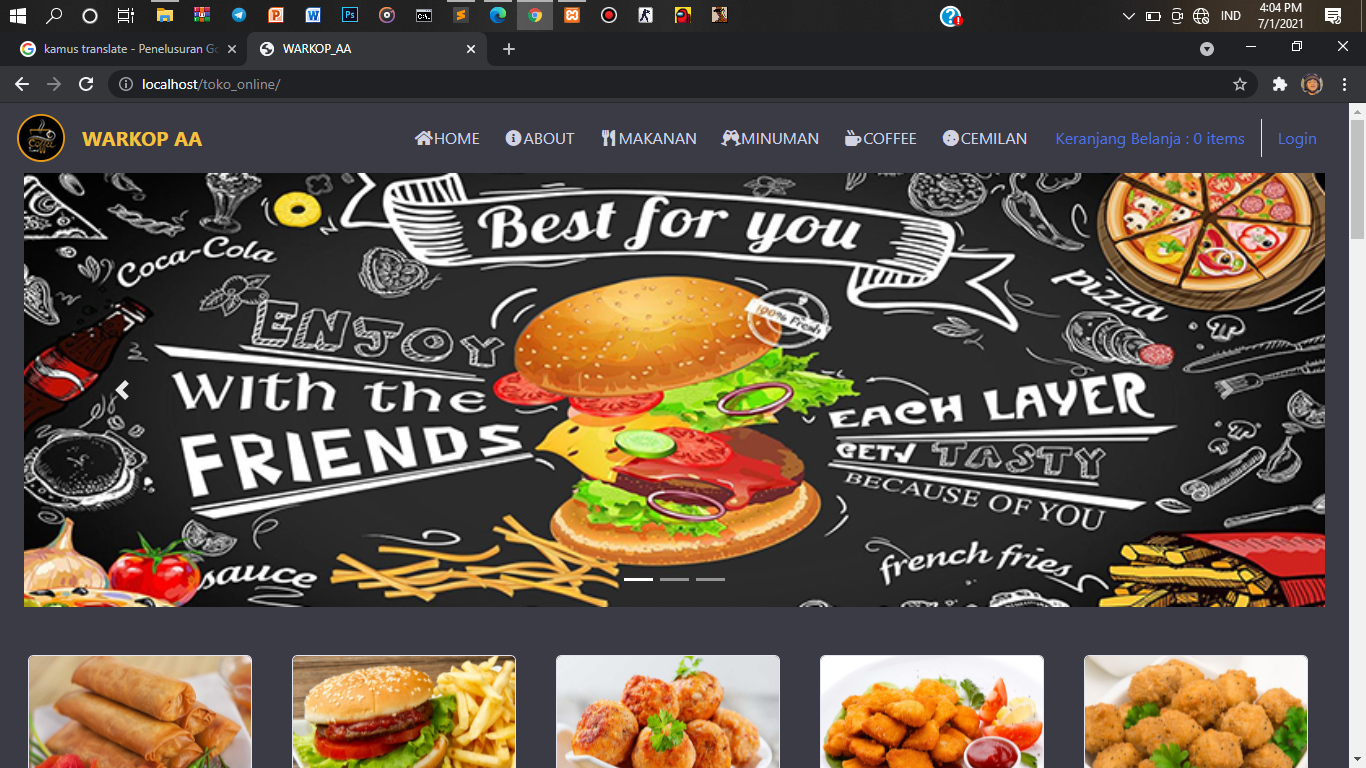 IND
4:04 PM
7/1/2021
kamus translate - Penelusuran Go
WARKOP_AA
localhost/toko_online/
WARKOP AA
HOME
ABOUT
MAKANAN
MINUMAN
COFFEE
CEMILAN
Keranjang Belanja : 0 items
Login
Best for you
Coca-Cola
pizza
ENJOY
With the
FRIENDS
100% Fresh
EACH LAYER
GETS TASTY
BECAUSE OF YOU
sauce
french fries